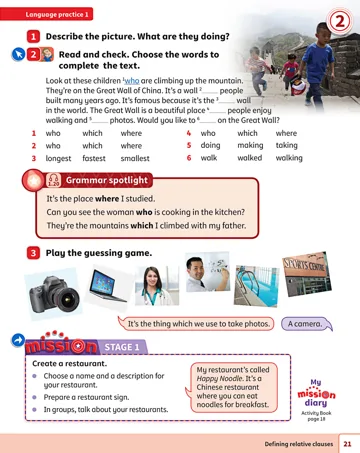 Language practice 1
2
1 Describe the picture. What are they doing?
2 Read and check. Choose the words to
complete the text.
Look at these children ¹who are climbing up the mountain.
They're on the Great Wall of China. It's a wall ²_____ people
built many years ago. It's famous because it's the ³_____ wall
in the world. The Great Wall is a beautiful place ⁴_____ people enjoy
walking and ⁵_____ photos. Would you like to ⁶_____ on the Great Wall?
1 who which where
2 who which where
3 longest fastest smallest
4 who which where
5 doing making taking
6 walk walked walking
1.20
Grammar spotlight
It's the place where I studied.
Can you see the woman who is cooking in the kitchen?
They're the mountains which I climbed with my father.
3 Play the guessing game.
SPORTS CENTRE
It's the thing which we use to take photos.
A camera.
mission STAGE 1
Create a restaurant.
Choose a name and a description for
your restaurant.
Prepare a restaurant sign.
In groups, talk about your restaurants.
My restaurant's called
Happy Noodle. It's a
Chinese restaurant
where you can eat
noodles for breakfast.
My
mission
diary
Activity Book
page 18
Defining relative clauses 21